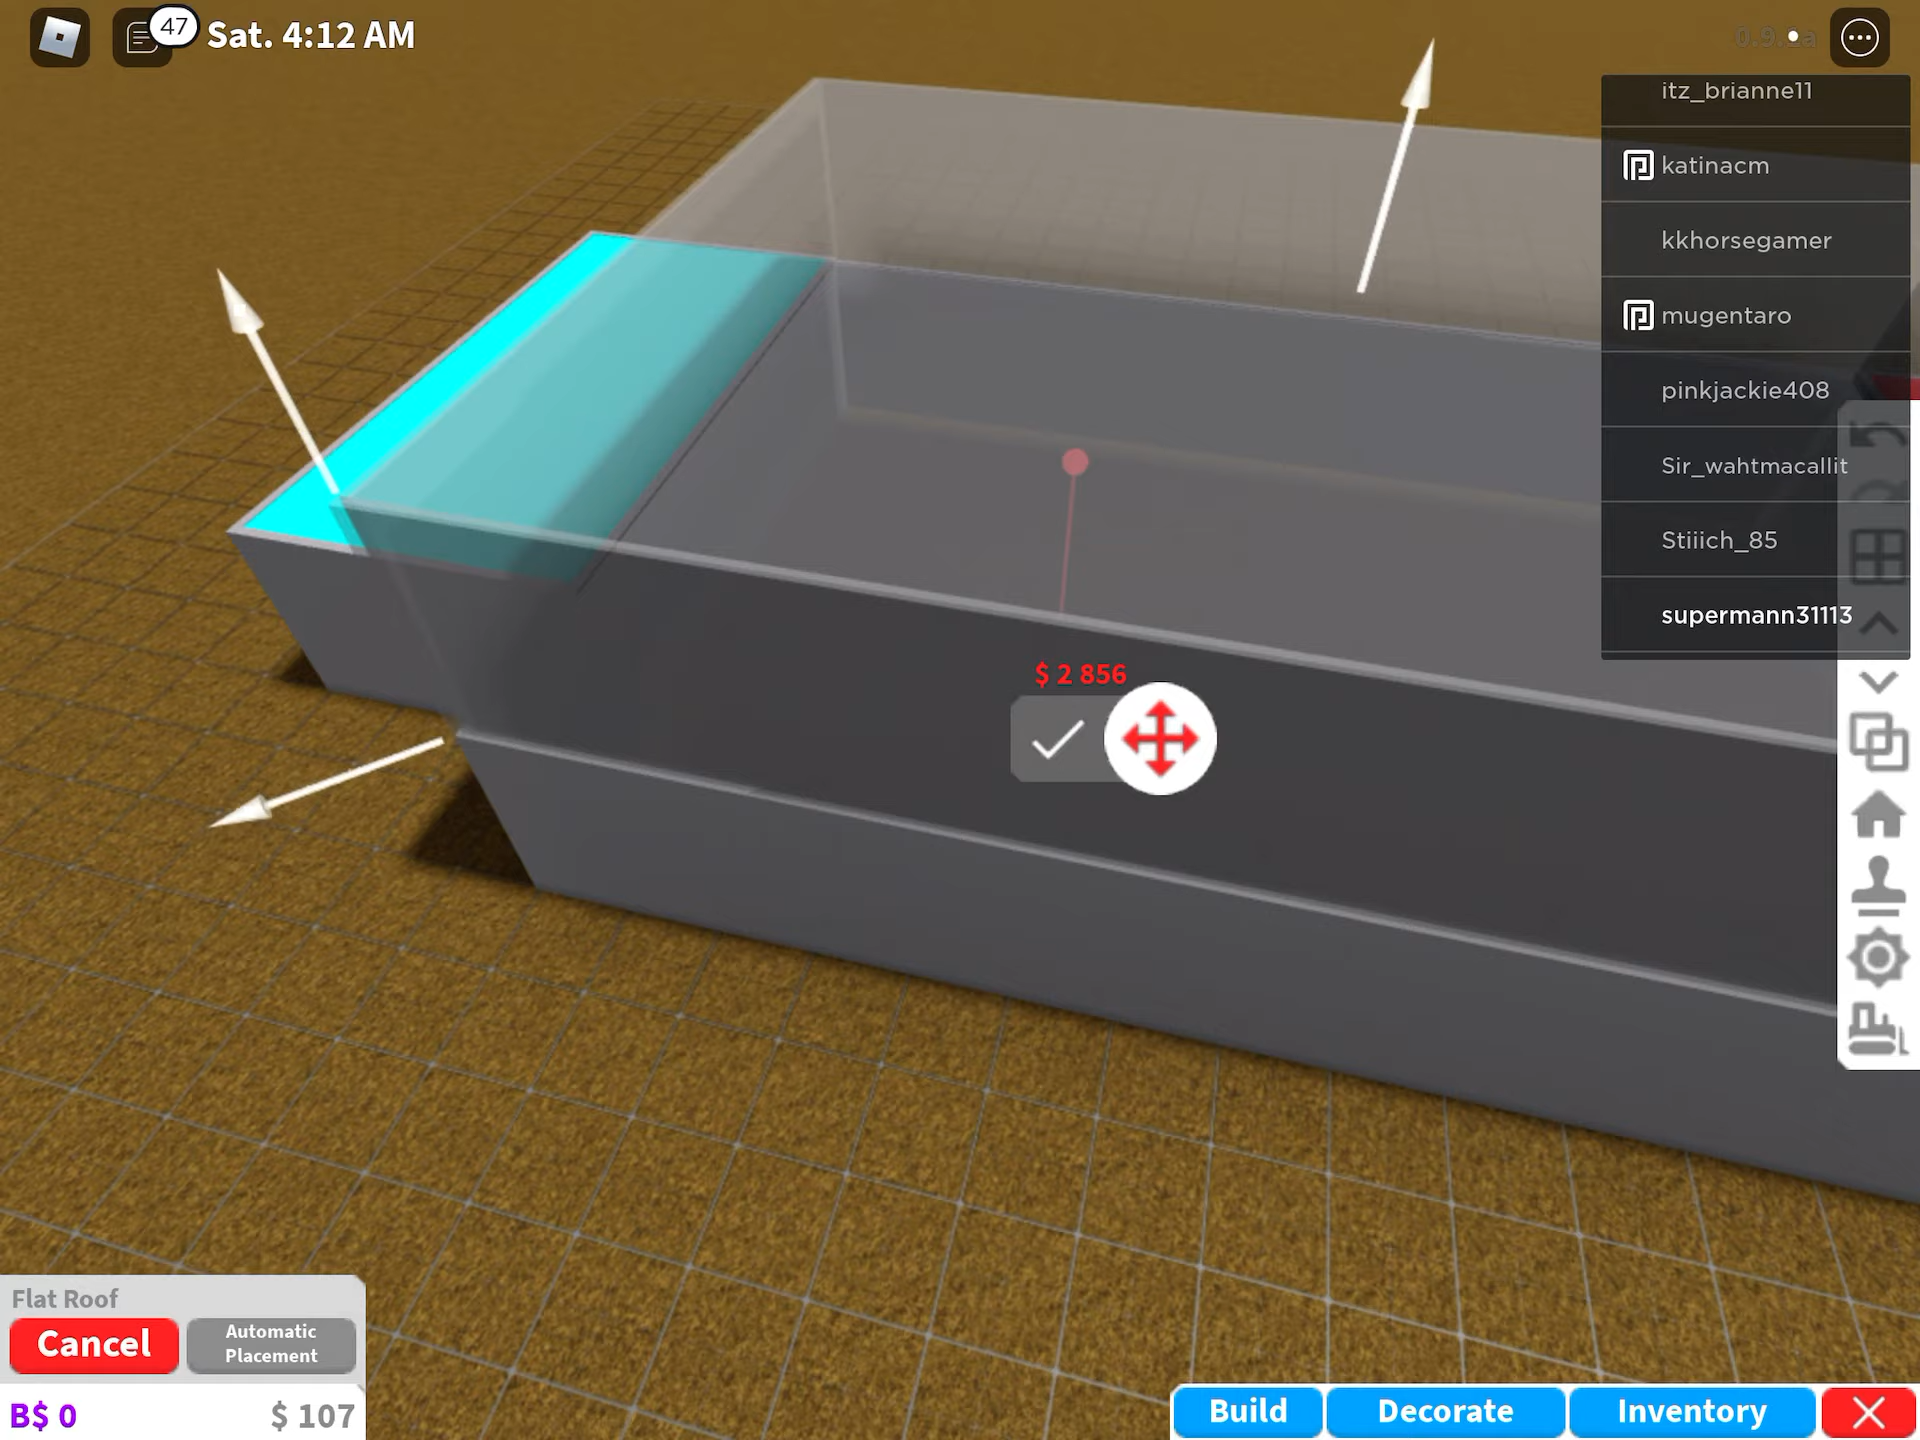 47
Sat. 4:12 AM
itz_brianne11
katinacm
kkhorsegamer
mugentaro
pinkjackie408
Sir_wahtmacallit
Stiiich_85
supermann31113
$ 2 856
Flat Roof
Cancel
Automatic
Placement
B$ 0
$ 107
Build
Decorate
Inventory